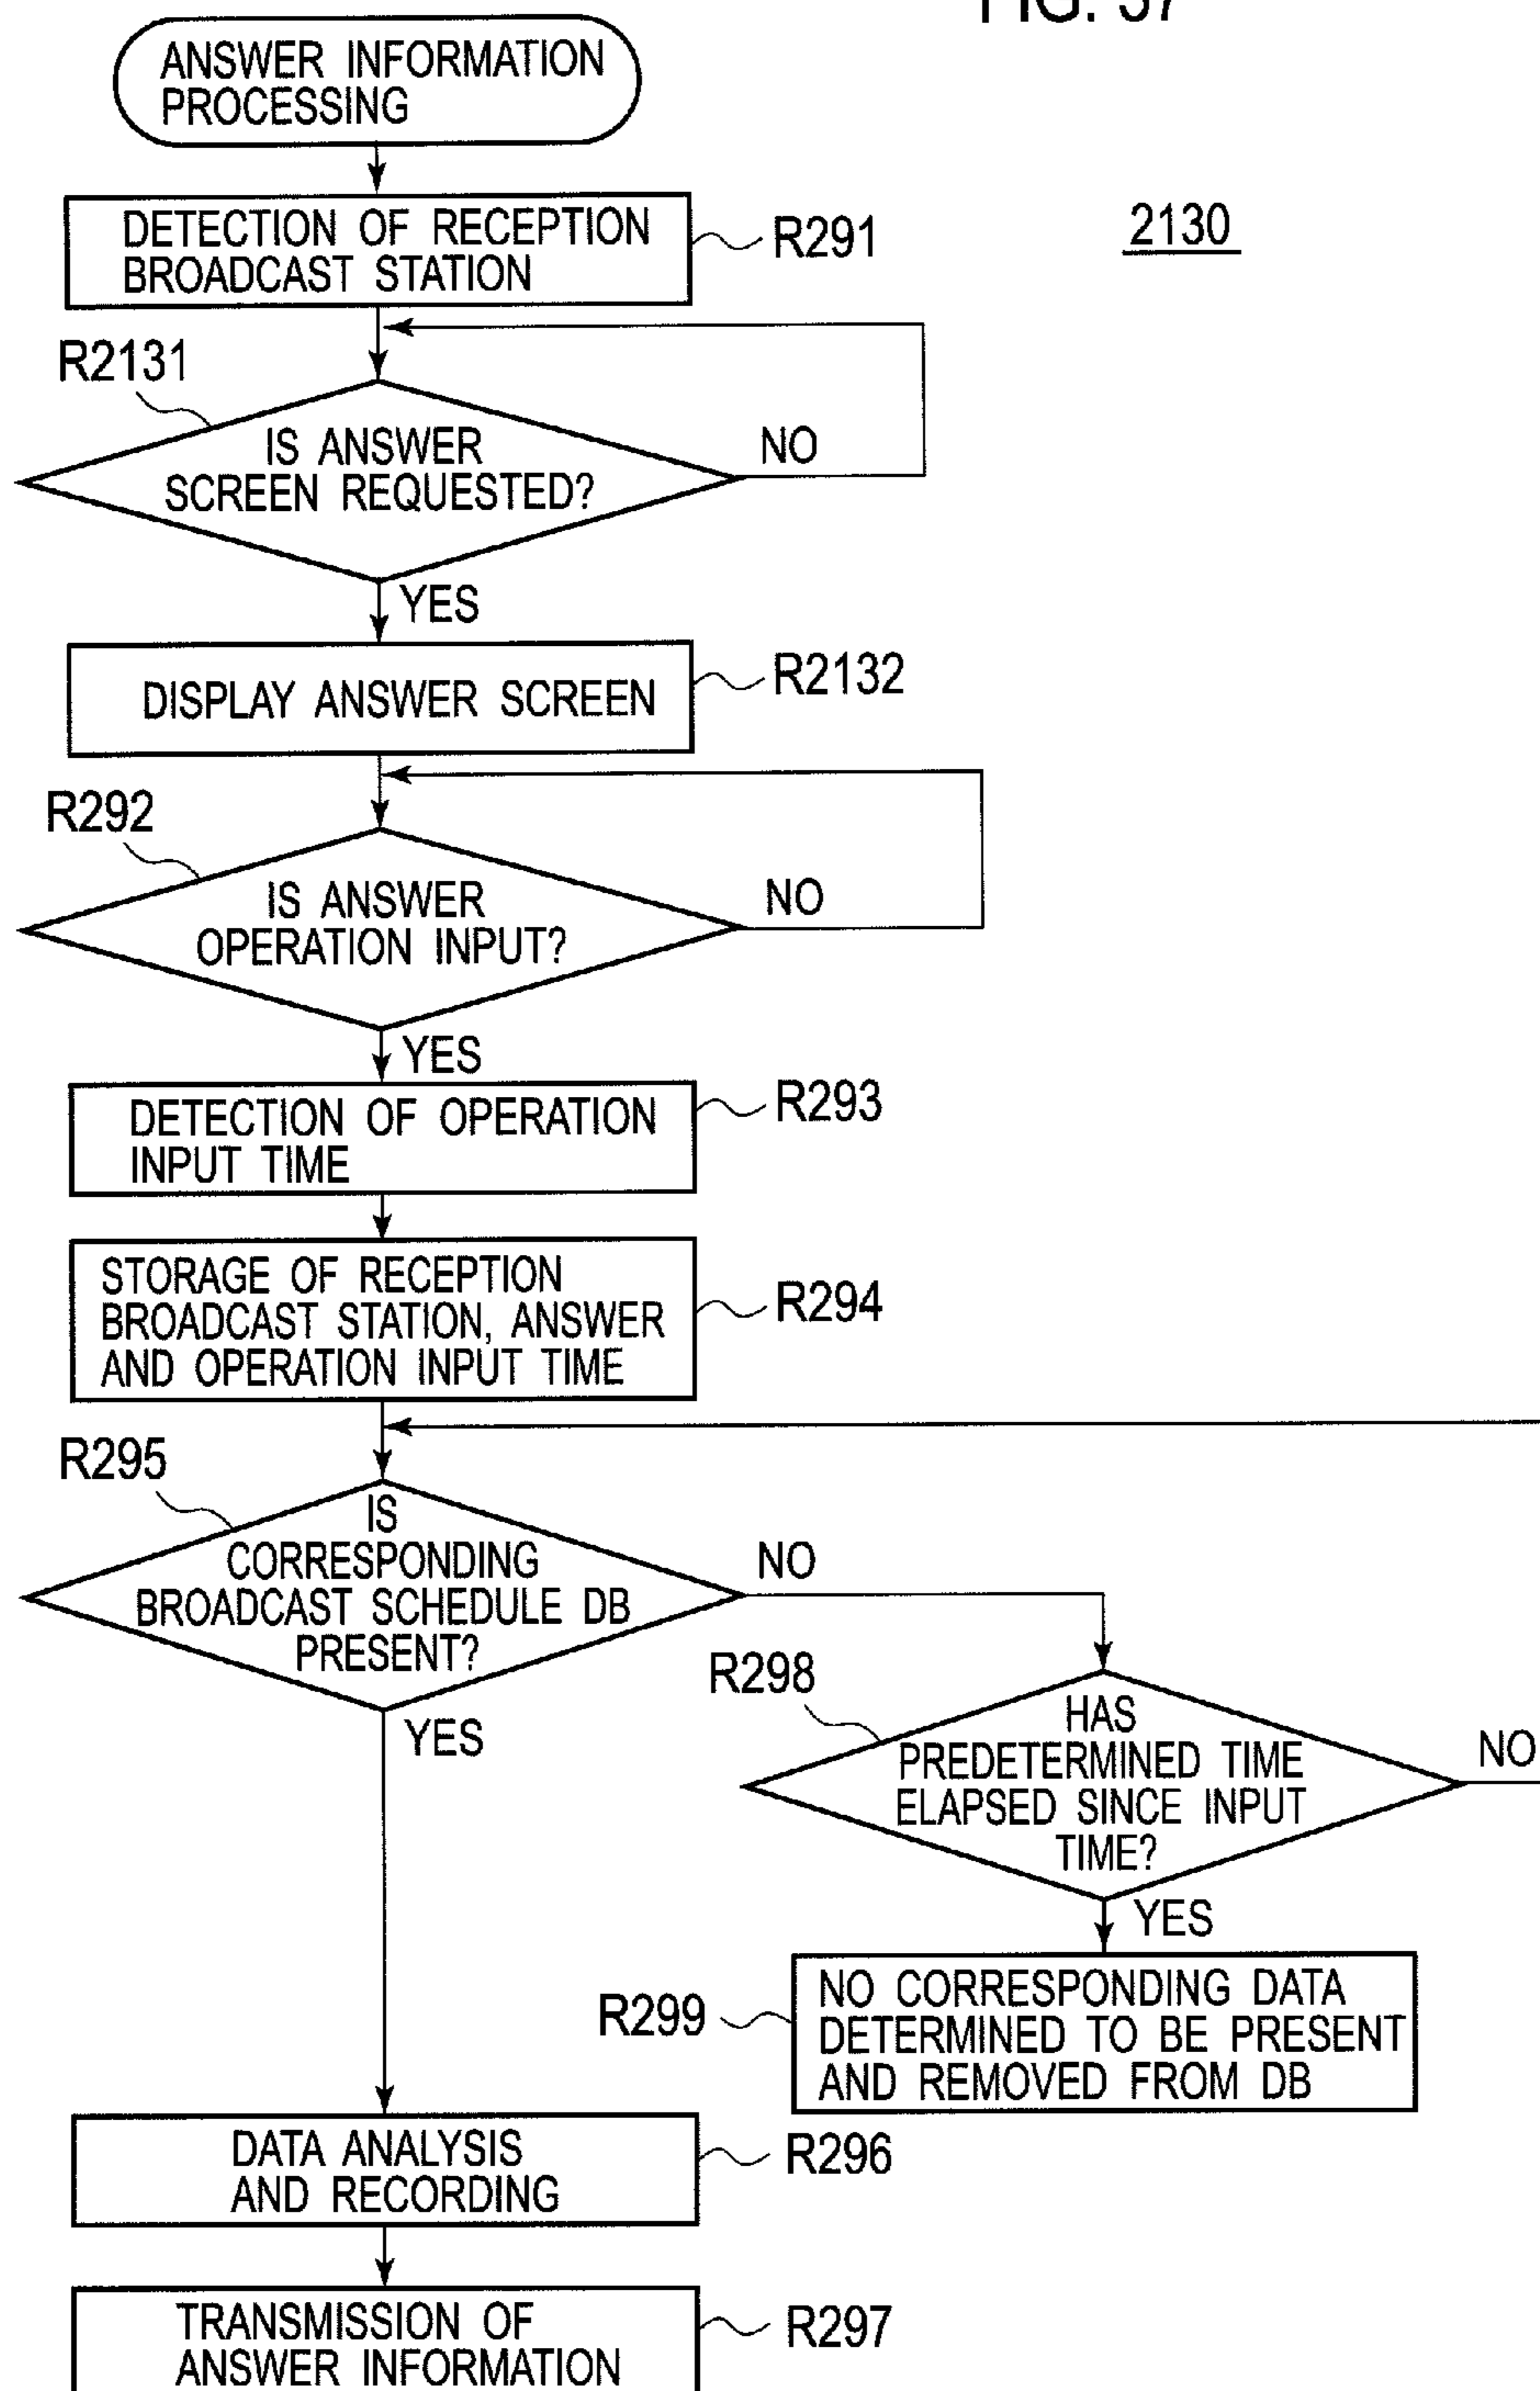 FIG. 37
ANSWER INFORMATION
PROCESSING
DETECTION OF RECEPTION
BROADCAST STATION
R291
2130
R2131
IS ANSWER
SCREEN REQUESTED?
NO
YES
DISPLAY ANSWER SCREEN
R2132
R292
IS ANSWER
OPERATION INPUT?
NO
YES
DETECTION OF OPERATION
INPUT TIME
R293
STORAGE OF RECEPTION
BROADCAST STATION, ANSWER
AND OPERATION INPUT TIME
R294
R295
IS
CORRESPONDING
BROADCAST SCHEDULE DB
PRESENT?
NO
YES
R298
HAS
PREDETERMINED TIME
ELAPSED SINCE INPUT
TIME?
NO
YES
R299
NO CORRESPONDING DATA
DETERMINED TO BE PRESENT
AND REMOVED FROM DB
DATA ANALYSIS
AND RECORDING
R296
TRANSMISSION OF
ANSWER INFORMATION
R297